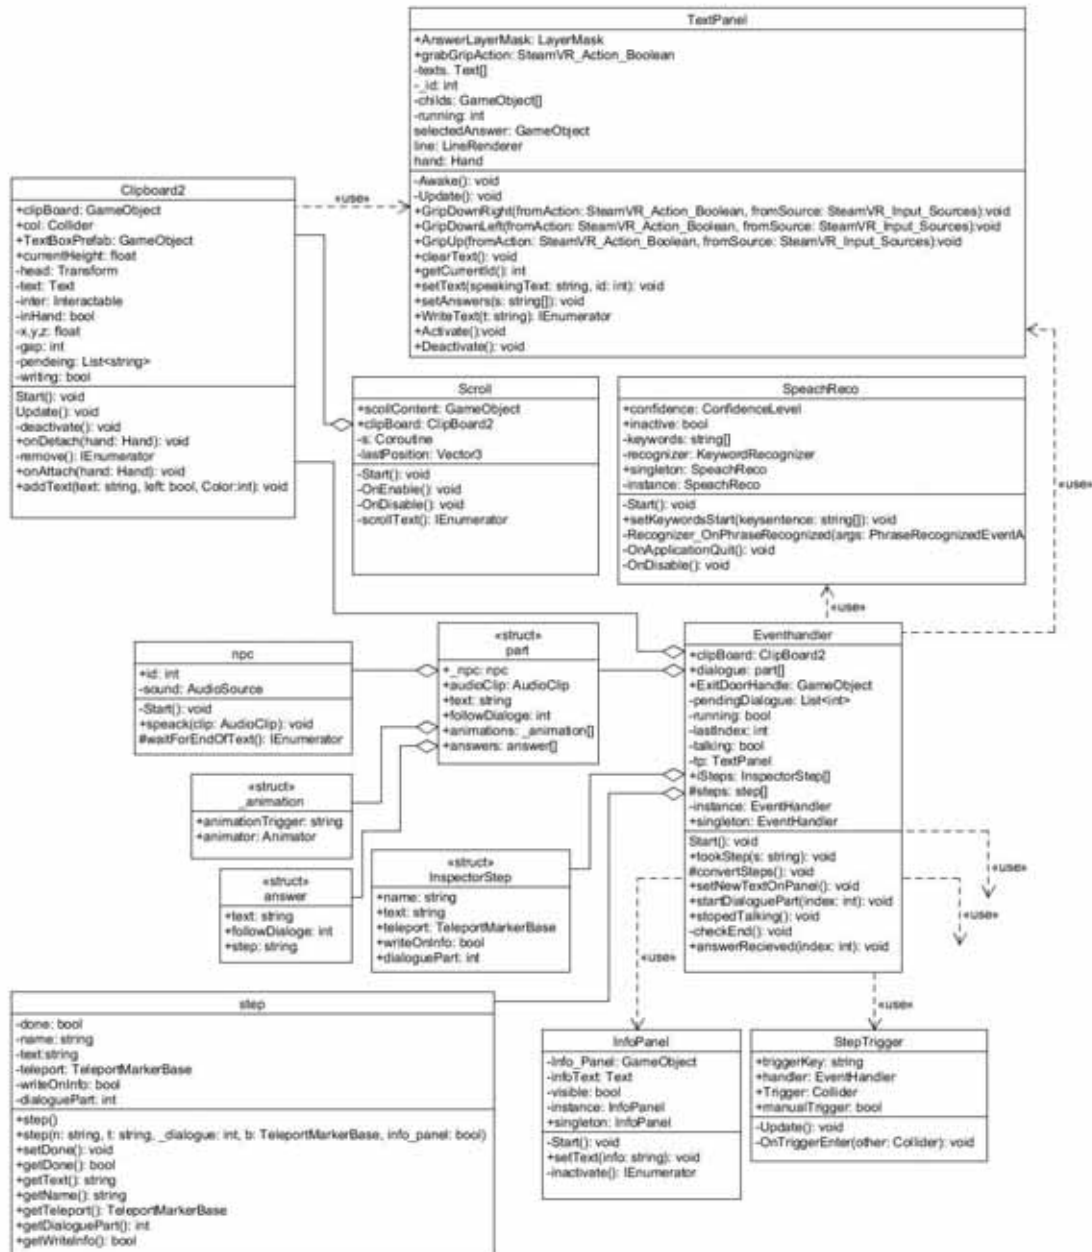 TextPanel
+AnswerLayerMask: LayerMask
+grabGripAction: SteamVR_Action_Boolean
-texts. Text[]
-_id: int
-childs: GameObject[]
-running: int
selectedAnswer: GameObject
line: LineRenderer
hand: Hand
-Awake(): void
-Update(): void
+GripDownRight(fromAction: SteamVR_Action_Boolean, fromSource: SteamVR_Input_Sources):void
+GripDownLeft(fromAction: SteamVR_Action_Boolean, fromSource: SteamVR_Input_Sources):void
+GripUp(fromAction: SteamVR_Action_Boolean, fromSource: SteamVR_Input_Sources):void
+clearText(): void
+getCurrentId(): int
+setText(speakingText: string, id: int): void
+setAnswers(s: string[]): void
+WriteText(t: string): IEnumerator
+Activate():void
+Deactivate(): void
Clipboard2
+clipBoard: GameObject
+col: Collider
+TextBoxPrefab: GameObject
+currentHeight: float
-head: Transform
-text: Text
-inter: Interactable
-inHand: bool
-x,y,z: float
-gap: int
-pendeing: List<string>
-writing: bool
Start(): void
Update(): void
-deactivate(): void
+onDetach(hand: Hand): void
-remove(): IEnumerator
+onAttach(hand: Hand): void
+addText(text: string, left: bool, Color:int): void
«use»
Scroll
+scollContent: GameObject
+clipBoard: ClipBoard2
-s: Coroutine
-lastPosition: Vector3
-Start(): void
-OnEnable(): void
-OnDisable(): void
-scrollText(): IEnumerator
SpeachReco
+confidence: ConfidenceLevel
+inactive: bool
-keywords: string[]
-recognizer: KeywordRecognizer
+singleton: SpeachReco
-instance: SpeachReco
-Start(): void
+setKeywordsStart(keysentence: string[]): void
-Recognizer_OnPhraseRecognized(args: PhraseRecognizedEventA
-OnApplicationQuit(): void
-OnDisable(): void
«use»
«use»
npc
+id: int
-sound: AudioSource
-Start(): void
+speack(clip: AudioClip): void
#waitForEndOfText(): IEnumerator
«struct»
part
+_npc: npc
+audioClip: AudioClip
+text: string
+followDialoge: int
+animations: _animation[]
+answers: answer[]
Eventhandler
+clipBoard: ClipBoard2
+dialogue: part[]
+ExitDoorHandle: GameObject
-pendingDialogue: List<int>
-running: bool
-lastIndex: int
-talking: bool
-tp: TextPanel
+iSteps: InspectorStep[]
#steps: step[]
-instance: EventHandler
+singleton: EventHandler
Start(): void
+tookStep(s: string): void
#convertSteps(): void
+setNewTextOnPanel(): void
+startDialoguePart(index: int): void
+stopedTalking(): void
-checkEnd(): void
+answerRecieved(index: int): void
«struct»
_animation
+animationTrigger: string
+animator: Animator
«struct»
answer
+text: string
+followDialoge: int
+step: string
«struct»
InspectorStep
+name: string
+text: string
+teleport: TeleportMarkerBase
+writeOnInfo: bool
+dialoguePart: int
«use»
«use»
«use»
«use»
step
-done: bool
-name: string
-text:string
-teleport: TeleportMarkerBase
-writeOnInfo: bool
-dialoguePart: int
+step()
+step(n: string, t: string, _dialogue: int, b: TeleportMarkerBase, info_panel: bool)
+setDone(): void
+getDone(): bool
+getText(): string
+getName(): string
+getTeleport(): TeleportMarkerBase
+getDialoguePart(): int
+getWriteInfo(): bool
InfoPanel
-Info_Panel: GameObject
-infoText: Text
-visible: bool
-instance: InfoPanel
+singleton: InfoPanel
-Start(): void
+setText(info: string): void
-inactivate(): IEnumerator
StepTrigger
+triggerKey: string
+handler: EventHandler
+Trigger: Collider
+manualTrigger: bool
-Update(): void
-OnTriggerEnter(other: Collider): void